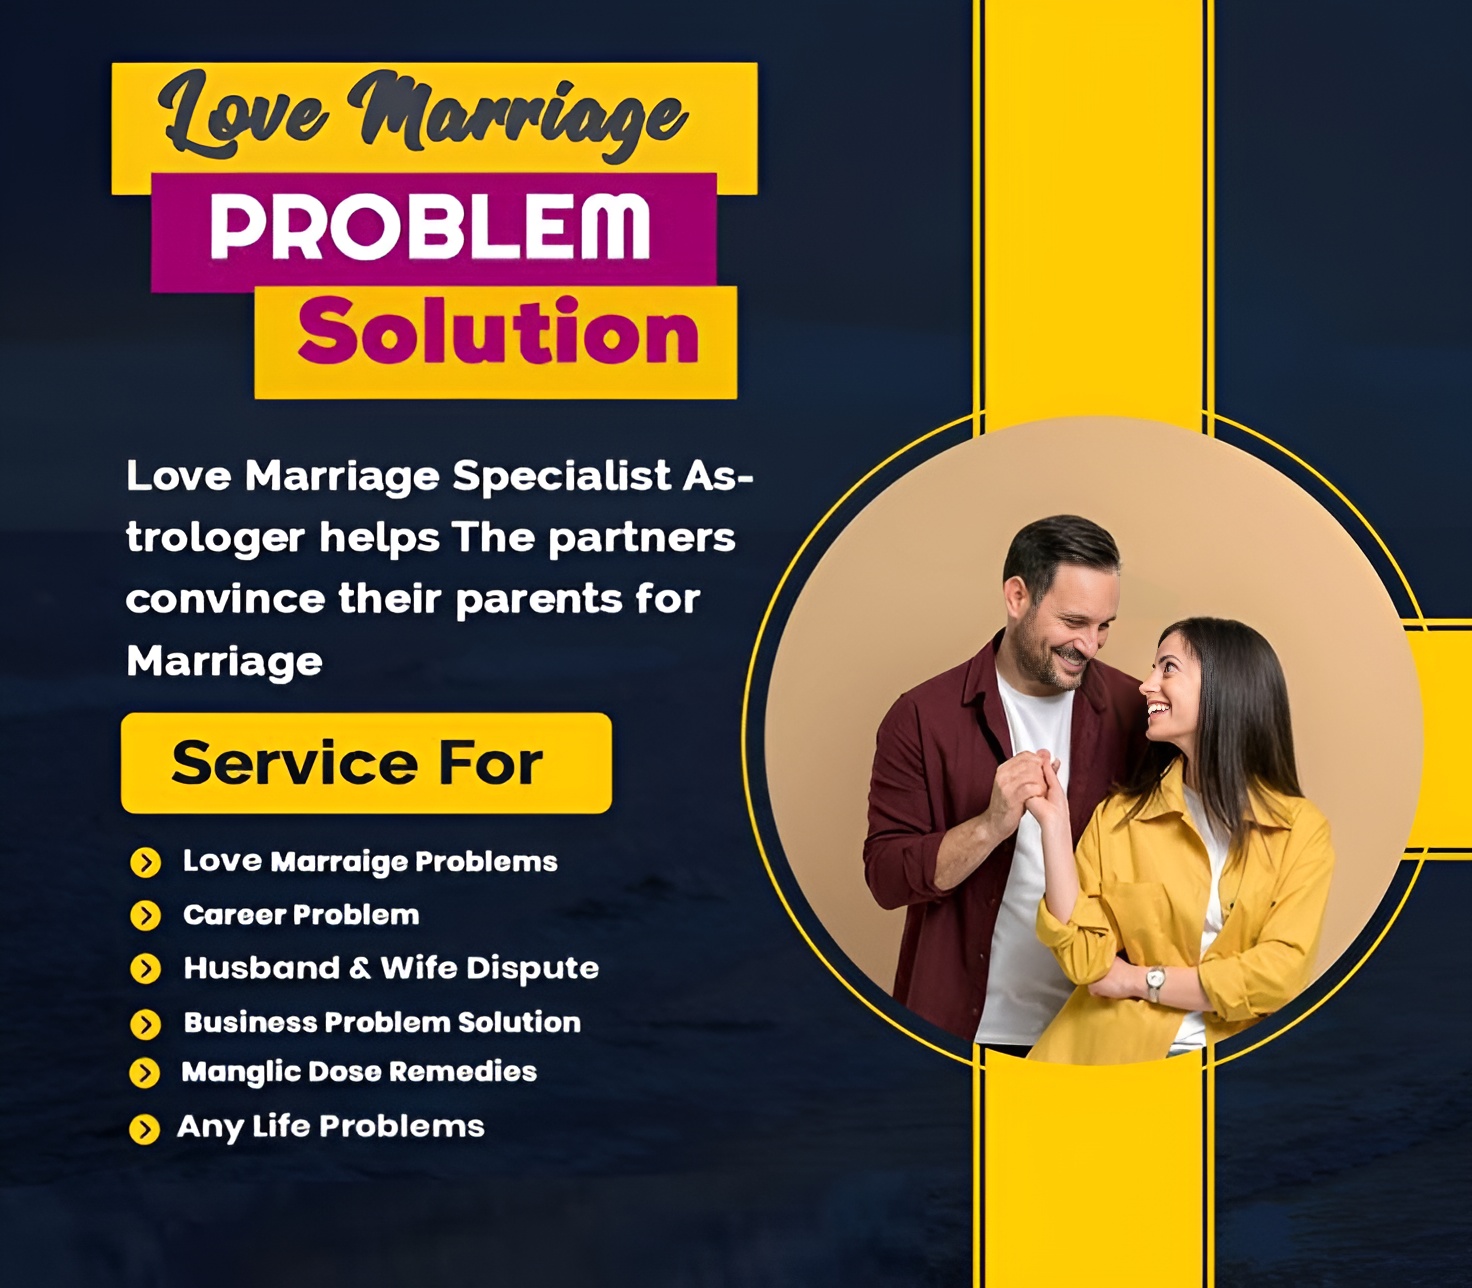 Love Marriage
PROBLEM
Solution
Love Marriage Specialist As-
trologer helps The partners
convince their parents for
Marriage
Service For
Love Marraige Problems
Career Problem
Husband & Wife Dispute
Business Problem Solution
Manglic Dose Remedies
Any Life Problems